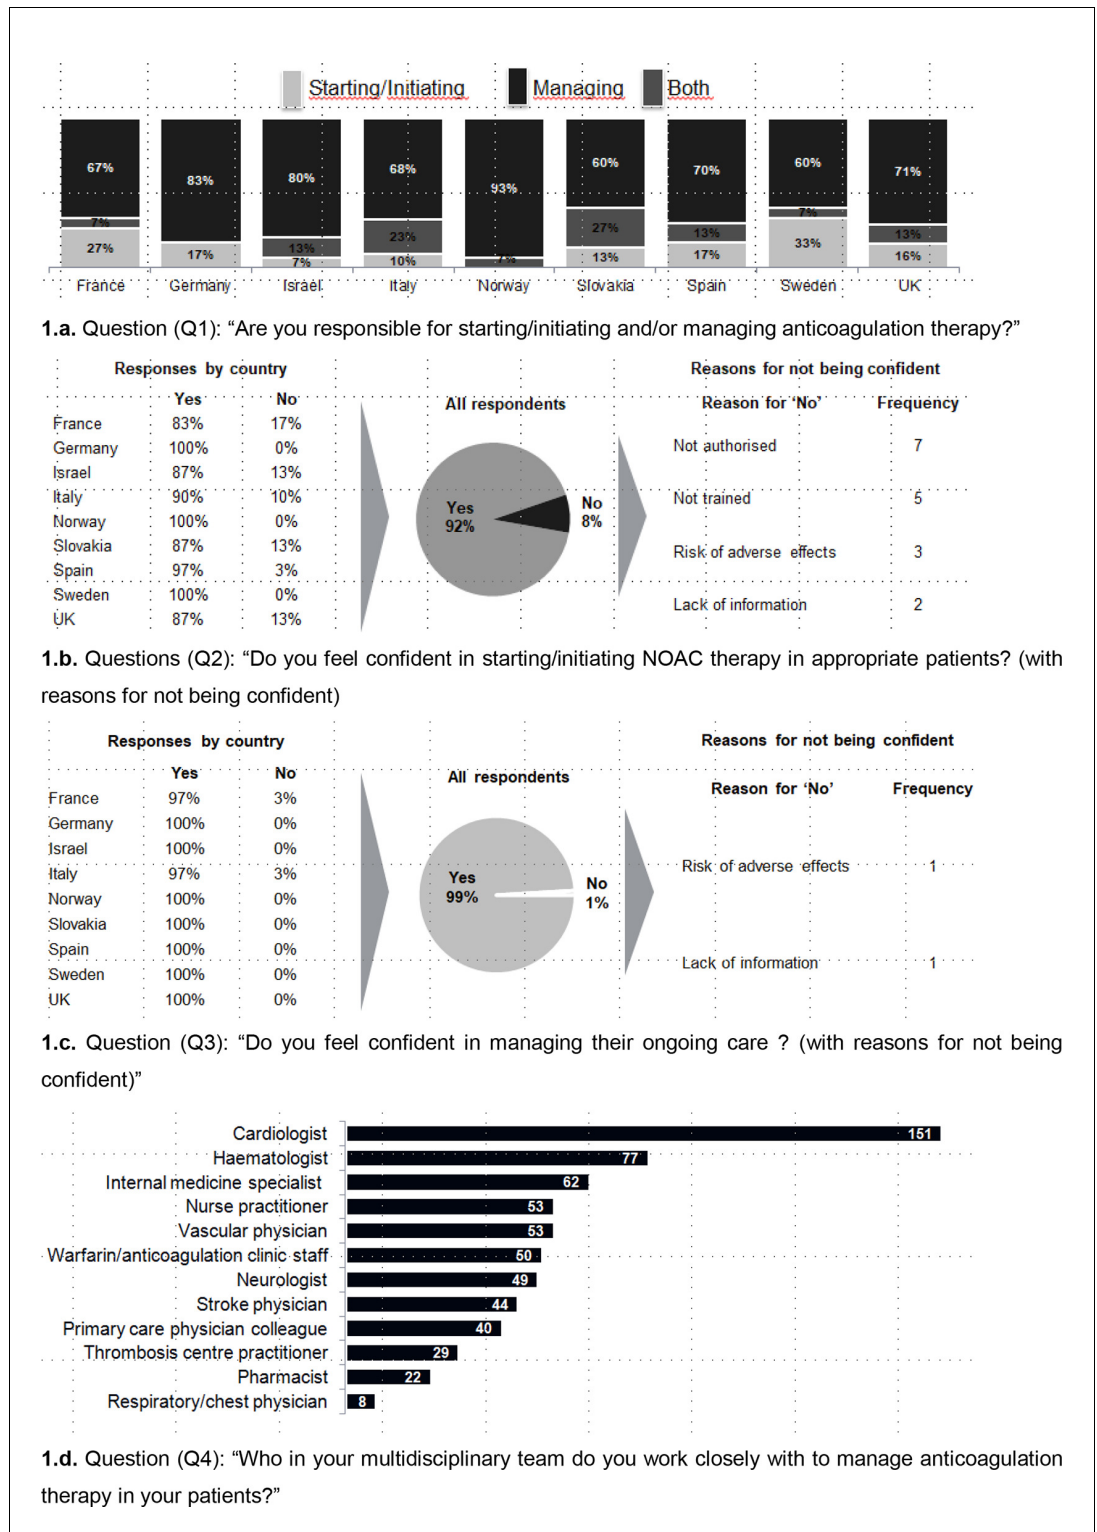 Starting/Initiating Managing Both
67% 83% 80% 68% 93% 60% 70% 60% 71%
7% 13% 23% 7% 27% 13% 7% 13%
27% 17% 7% 10% 13% 17% 33% 16%
France Germany Israel Italy Norway Slovakia Spain Sweden UK
1.a. Question (Q1): “Are you responsible for starting/initiating and/or managing anticoagulation therapy?”
Responses by country
Yes No
France 83% 17%
Germany 100% 0%
Israel 87% 13%
Italy 90% 10%
Norway 100% 0%
Slovakia 87% 13%
Spain 97% 3%
Sweden 100% 0%
UK 87% 13%
All respondents
Yes 92%
No 8%
Reasons for not being confident
Reason for ‘No’ Frequency
Not authorised 7
Not trained 5
Risk of adverse effects 3
Lack of information 2
1.b. Questions (Q2): “Do you feel confident in starting/initiating NOAC therapy in appropriate patients? (with
reasons for not being confident)
Responses by country
Yes No
France 97% 3%
Germany 100% 0%
Israel 100% 0%
Italy 97% 3%
Norway 100% 0%
Slovakia 100% 0%
Spain 100% 0%
Sweden 100% 0%
UK 100% 0%
All respondents
Yes 99%
No 1%
Reasons for not being confident
Reason for ‘No’ Frequency
Risk of adverse effects 1
Lack of information 1
1.c. Question (Q3): “Do you feel confident in managing their ongoing care ? (with reasons for not being
confident)”
Cardiologist 151
Haematologist 77
Internal medicine specialist 62
Nurse practitioner 53
Vascular physician 53
Warfarin/anticoagulation clinic staff 50
Neurologist 49
Stroke physician 44
Primary care physician colleague 40
Thrombosis centre practitioner 29
Pharmacist 22
Respiratory/chest physician 8
1.d. Question (Q4): “Who in your multidisciplinary team do you work closely with to manage anticoagulation
therapy in your patients?”